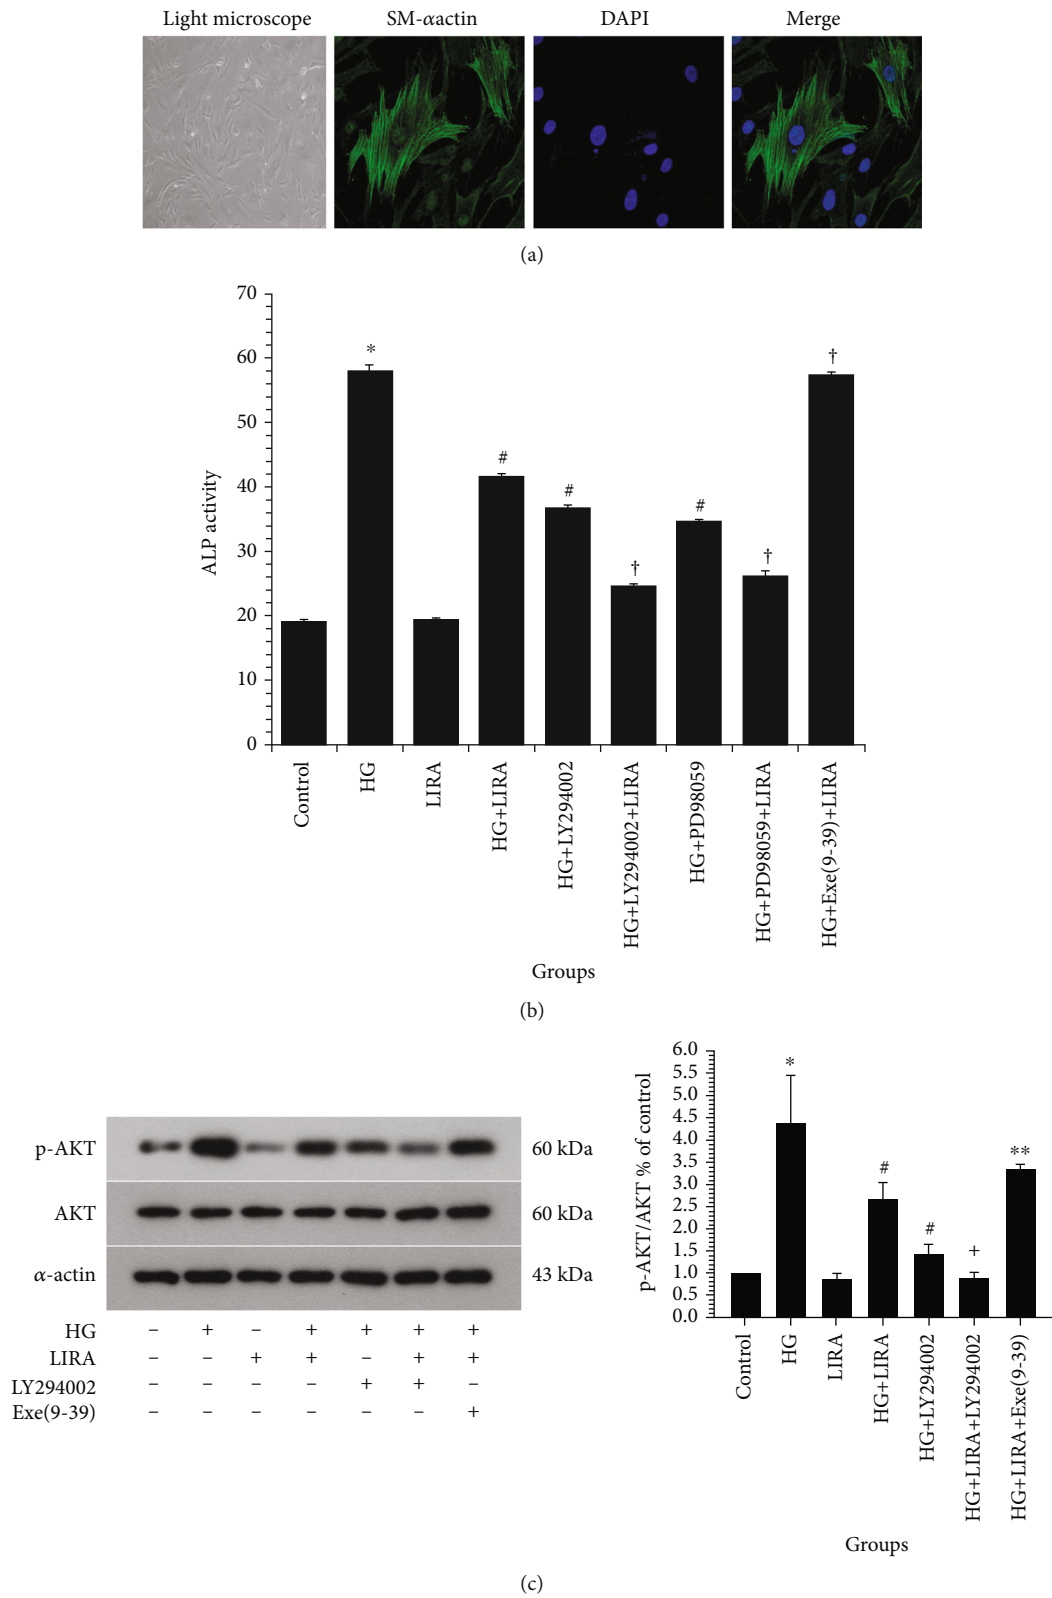 Light microscope
SM-αactin
DAPI
Merge
(a)
70
60
50
40
30
20
10
0
ALP activity
*
#
#
†
#
†
†
Control
HG
LIRA
HG+LIRA
HG+LY294002
HG+LY294002+LIRA
HG+PD98059
HG+PD98059+LIRA
HG+Exe(9-39)+LIRA
Groups
(b)
p-AKT 60 kDa
AKT 60 kDa
α-actin 43 kDa
HG – + – + + + +
LIRA – – + + – + +
LY294002 – – – – + + –
Exe(9-39) – – – – – – +
6.0
5.5
5.0
4.5
4.0
3.5
3.0
2.5
2.0
1.5
1.0
0.5
0.0
p-AKT/AKT % of control
*
#
#
+
**
Control
HG
LIRA
HG+LIRA
HG+LY294002
HG+LIRA+LY294002
HG+LIRA+Exe(9-39)
Groups
(c)